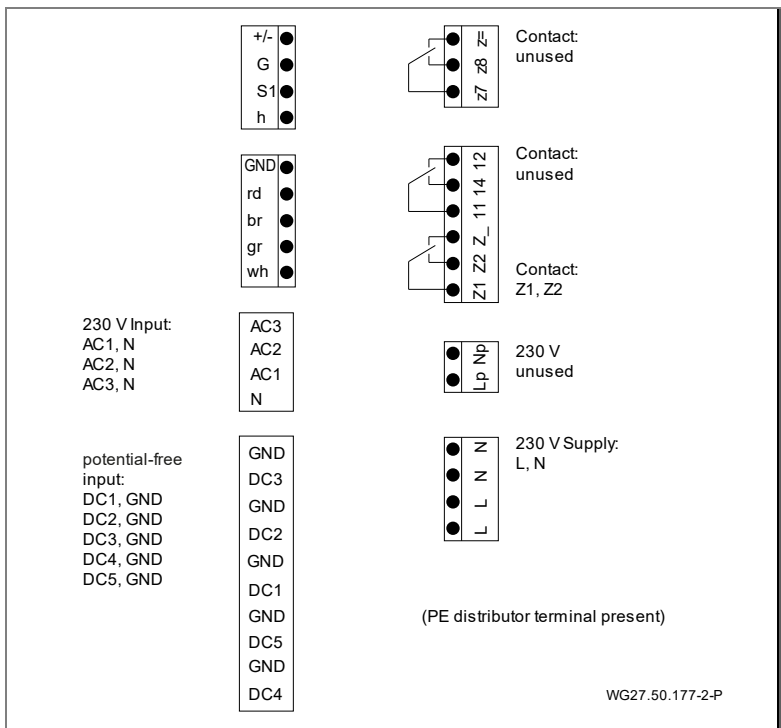 +/-
G
S1
h
z=
z8
z7
Contact:
unused
GND
rd
br
gr
wh
12
14
11
Z_
Z2
Z1
Contact:
unused
Contact:
Z1, Z2
230 V Input:
AC1, N
AC2, N
AC3, N
AC3
AC2
AC1
N
Np
Lp
230 V
unused
potential-free
input:
DC1, GND
DC2, GND
DC3, GND
DC4, GND
DC5, GND
GND
DC3
GND
DC2
GND
DC1
GND
DC5
GND
DC4
N
N
L
L
230 V Supply:
L, N
(PE distributor terminal present)
WG27.50.177-2-P